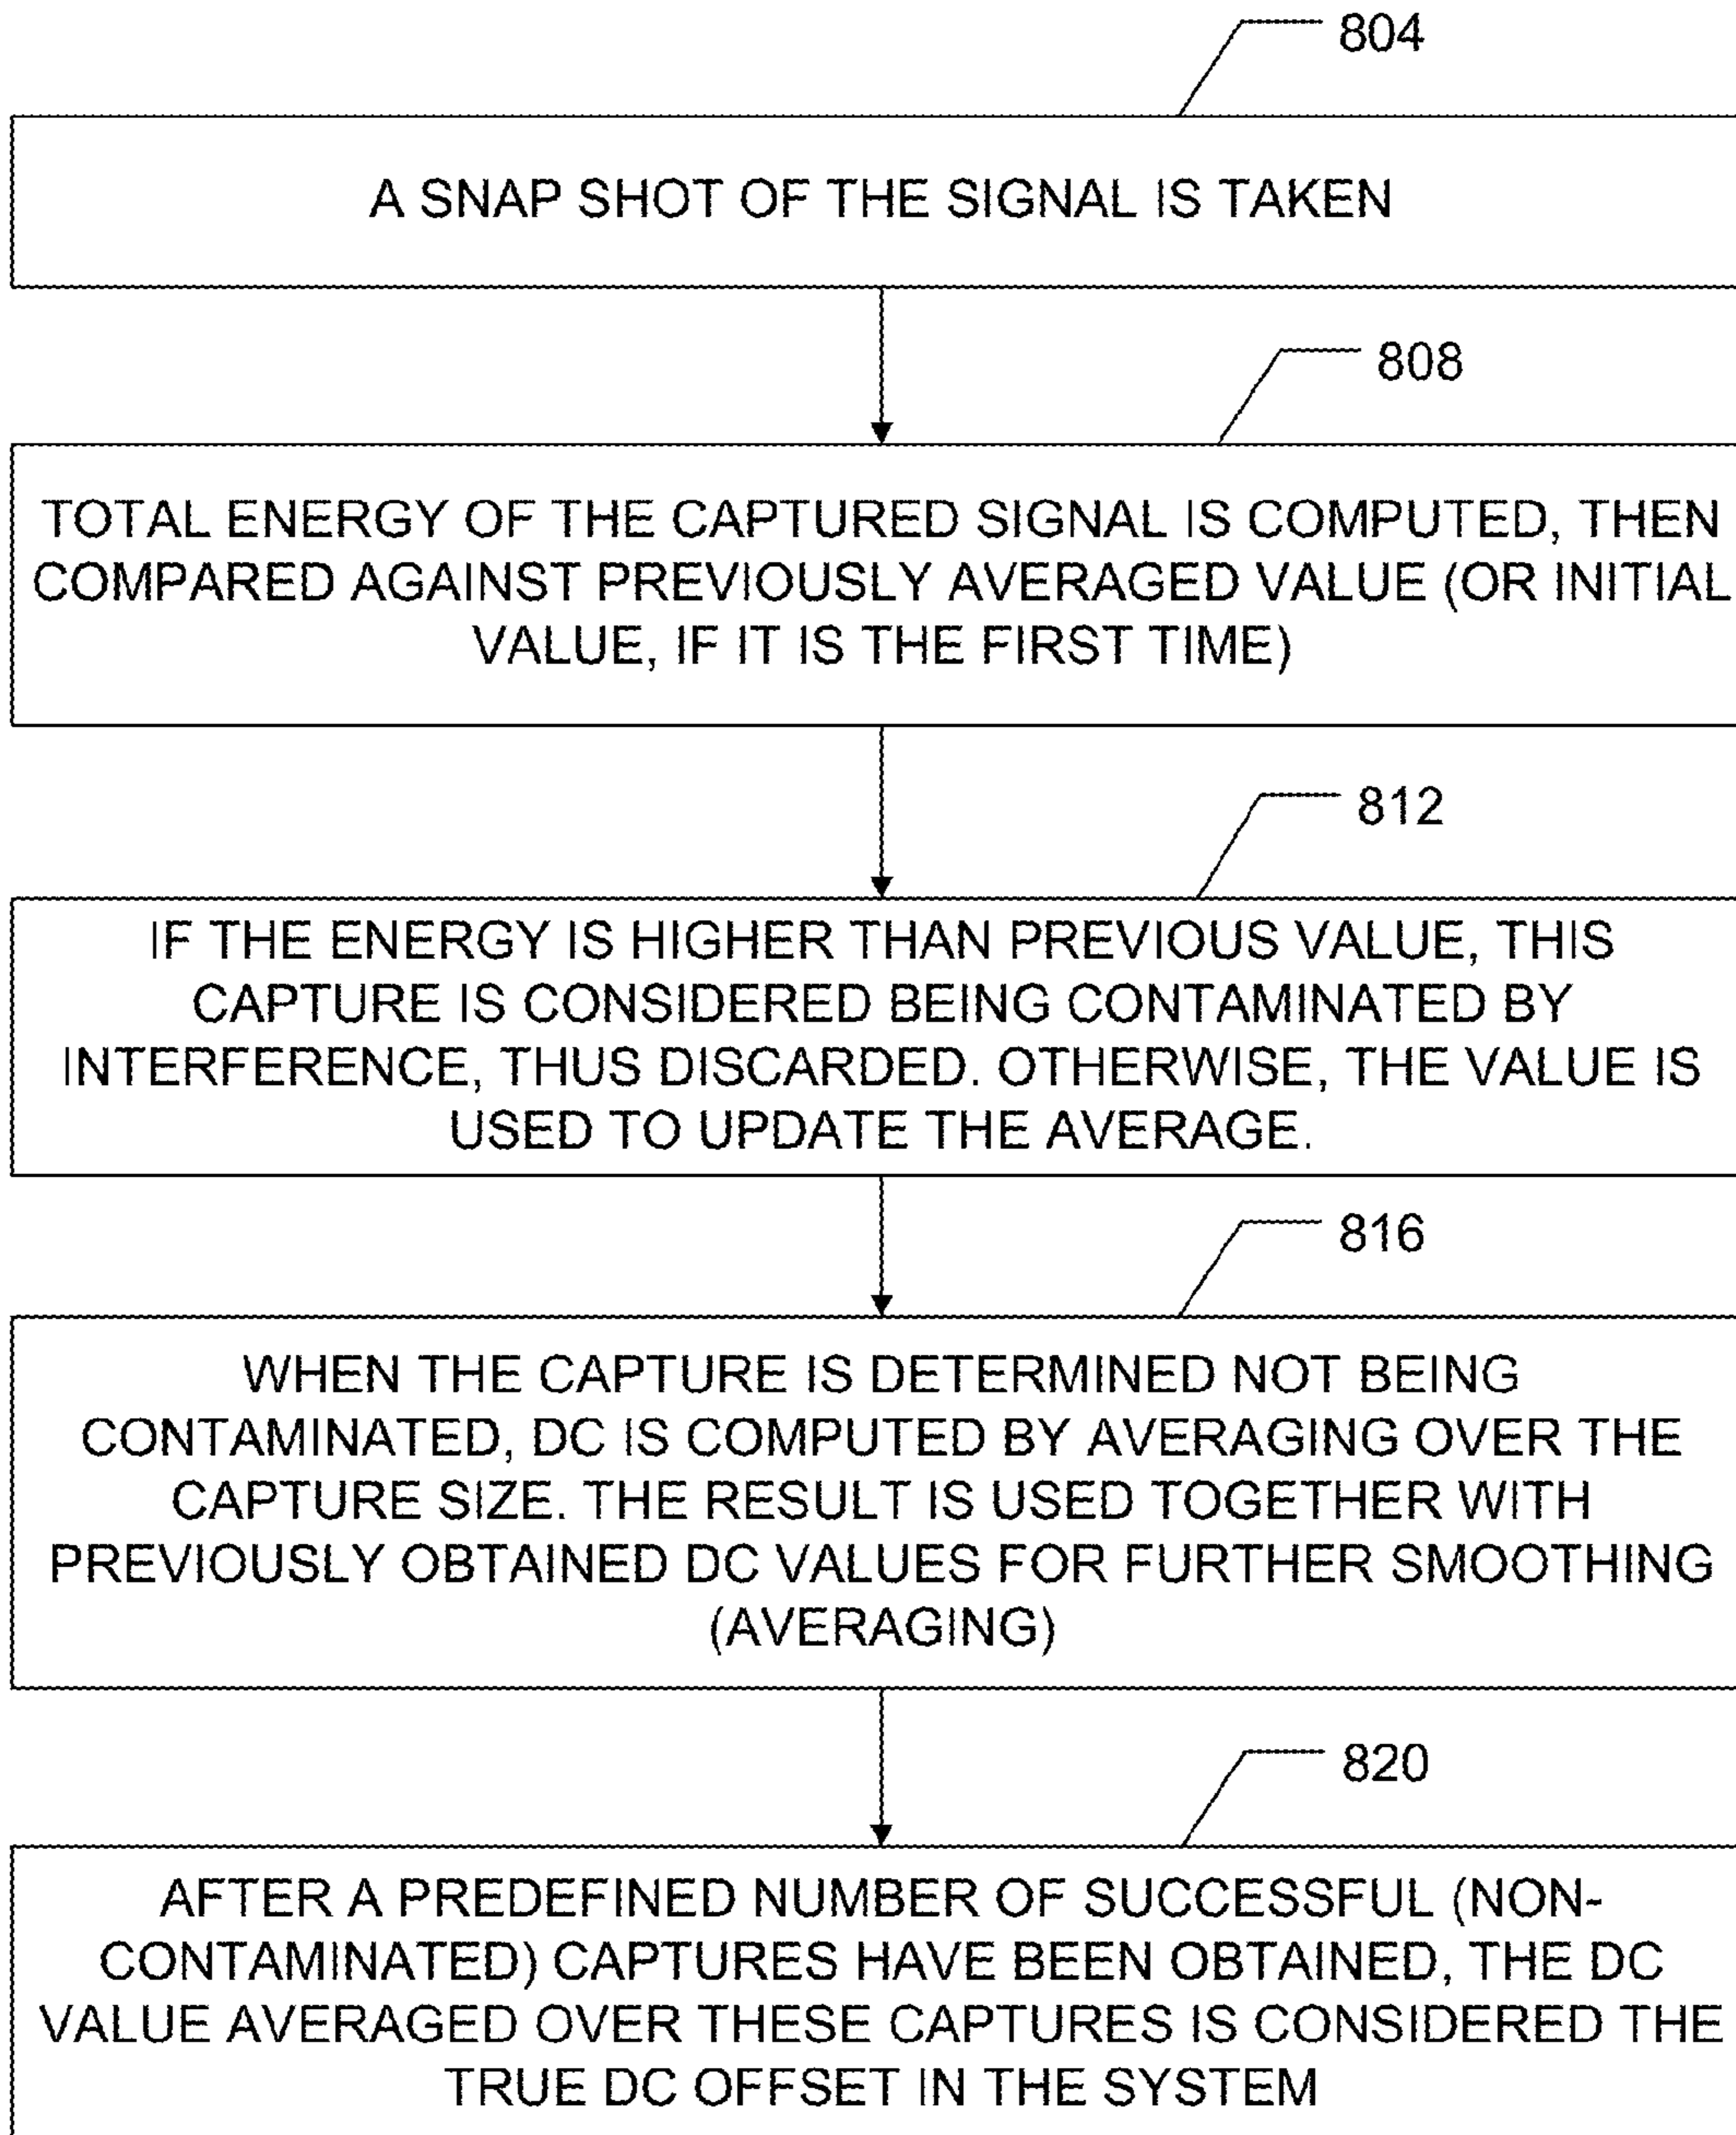 804
A SNAP SHOT OF THE SIGNAL IS TAKEN
808
TOTAL ENERGY OF THE CAPTURED SIGNAL IS COMPUTED, THEN
COMPARED AGAINST PREVIOUSLY AVERAGED VALUE (OR INITIAL
VALUE, IF IT IS THE FIRST TIME)
812
IF THE ENERGY IS HIGHER THAN PREVIOUS VALUE, THIS
CAPTURE IS CONSIDERED BEING CONTAMINATED BY
INTERFERENCE, THUS DISCARDED. OTHERWISE, THE VALUE IS
USED TO UPDATE THE AVERAGE.
816
WHEN THE CAPTURE IS DETERMINED NOT BEING
CONTAMINATED, DC IS COMPUTED BY AVERAGING OVER THE
CAPTURE SIZE. THE RESULT IS USED TOGETHER WITH
PREVIOUSLY OBTAINED DC VALUES FOR FURTHER SMOOTHING
(AVERAGING)
820
AFTER A PREDEFINED NUMBER OF SUCCESSFUL (NON-
CONTAMINATED) CAPTURES HAVE BEEN OBTAINED, THE DC
VALUE AVERAGED OVER THESE CAPTURES IS CONSIDERED THE
TRUE DC OFFSET IN THE SYSTEM